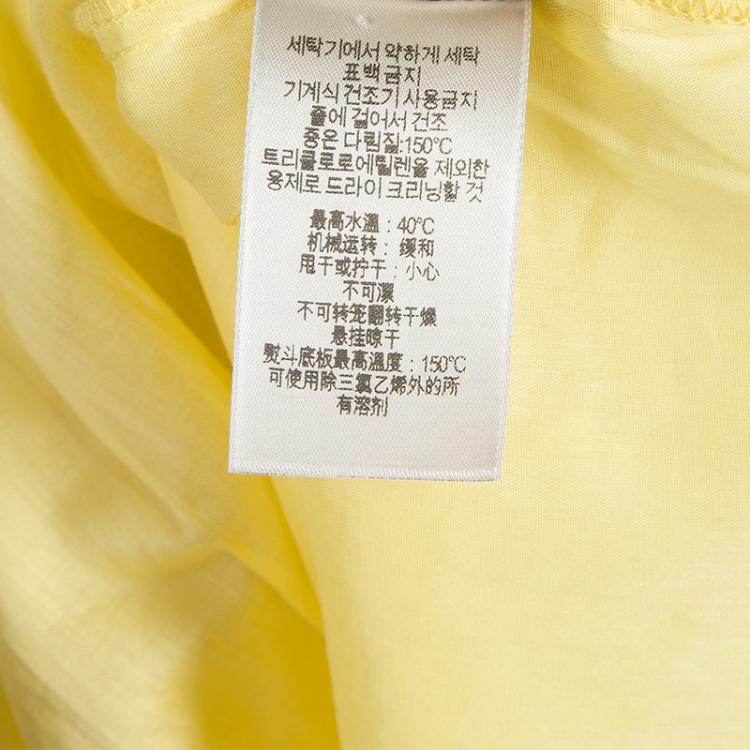 세탁기에서 약하게 세탁
표백 금지
기계식 건조기 사용금지
줄에 걸어서 건조
중은 다림질:150°C
트리클로로에틸렌을 제외한
용제로 드라이 크리닝할 것
最高水溫：40°C
机械运转：缓和
甩干或拧干：小心
不可漂
不可转笼翻转干燥
悬挂晾干
熨斗底板最高溫度：150°C
可使用除三氯乙烯外的所
有溶剂